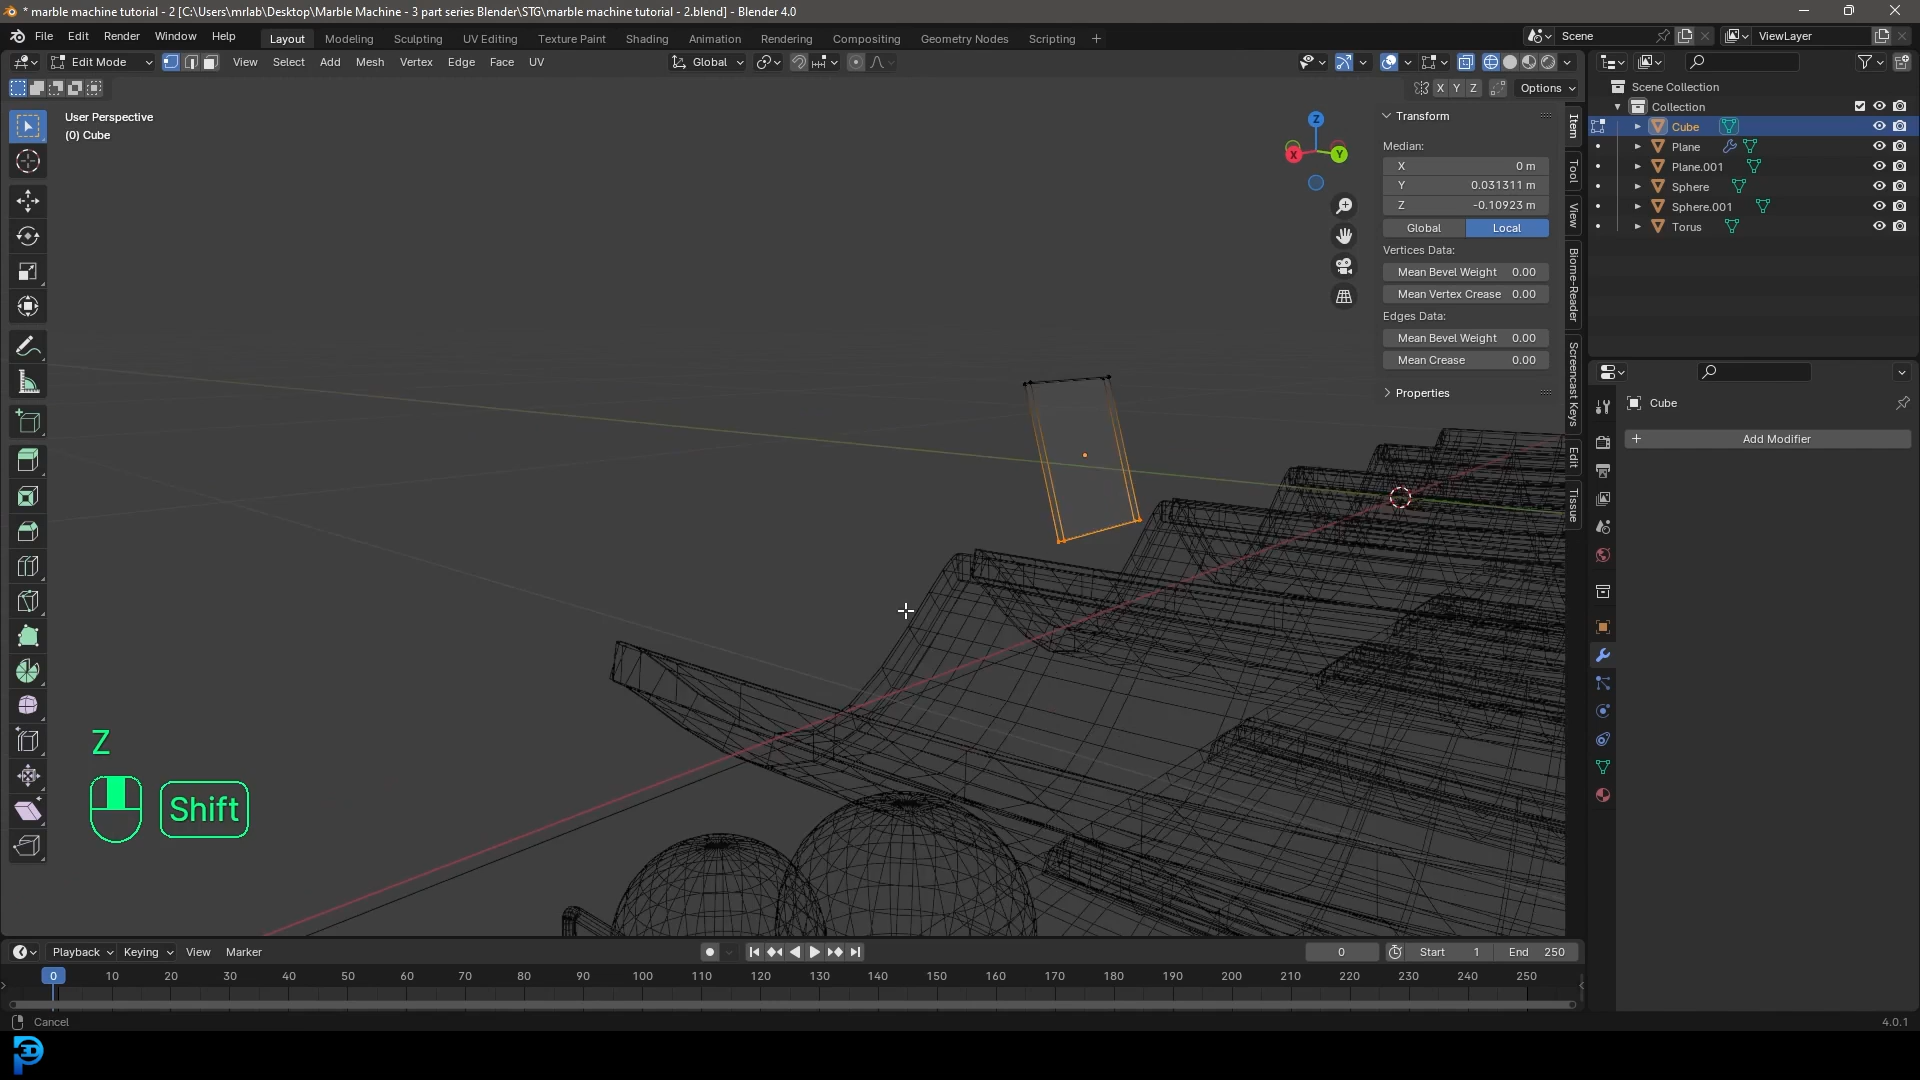 * marble machine tutorial - 2 [C:\Users\mrlab\Desktop\Marble Machine - 3 part series Blender\STG\marble machine tutorial - 2.blend] - Blender 4.0
File Edit Render Window Help Layout Modeling Sculpting UV Editing Texture Paint Shading Animation Rendering Compositing Geometry Nodes Scripting + Scene ViewLayer
Edit Mode View Select Add Mesh Vertex Edge Face UV Global
X Y Z Options
User Perspective
(0) Cube
Z
X
Y
Transform
Median:
X 0 m
Y 0.031311 m
Z -0.10923 m
Global Local
Vertices Data:
Mean Bevel Weight 0.00
Mean Vertex Crease 0.00
Edges Data:
Mean Bevel Weight 0.00
Mean Crease 0.00
Properties
Item
Tool
View
Biome-Reader
Screencast Keys
Edit
Tissue
Scene Collection
Collection
Cube
Plane
Plane.001
Sphere
Sphere.001
Torus
Cube
+ Add Modifier
Z
Shift
Playback Keying View Marker 0 Start 1 End 250
0 10 20 30 40 50 60 70 80 90 100 110 120 130 140 150 160 170 180 190 200 210 220 230 240 250
Cancel 4.0.1